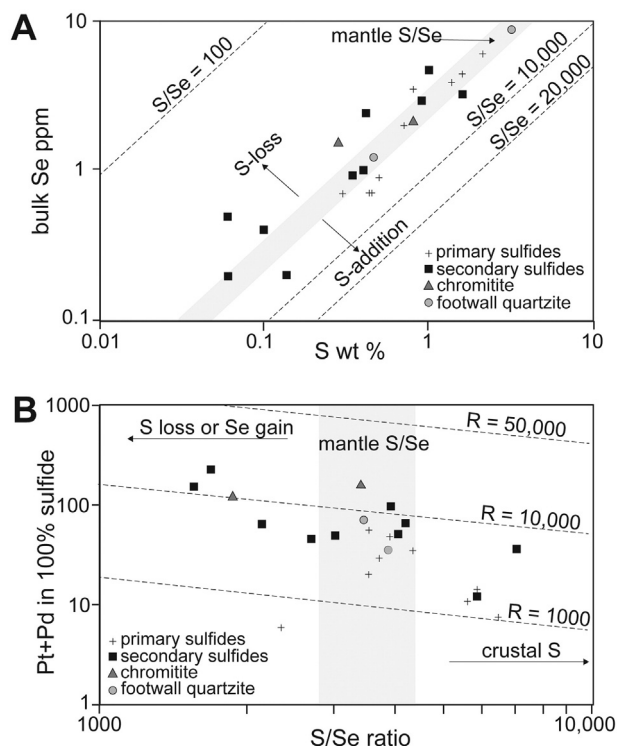 A
10
1
0.1
bulk Se ppm
S/Se = 100
mantle S/Se
S/Se = 10,000
S/Se = 20,000
S-loss
S-addition
primary sulfides
secondary sulfides
chromitite
footwall quartzite
0.01
0.1
1
10
S wt %
B
1000
100
10
1
Pt+Pd in 100% sulfide
S loss or Se gain
mantle S/Se
R = 50,000
R = 10,000
R = 1000
crustal S
primary sulfides
secondary sulfides
chromitite
footwall quartzite
1000
10,000
S/Se ratio